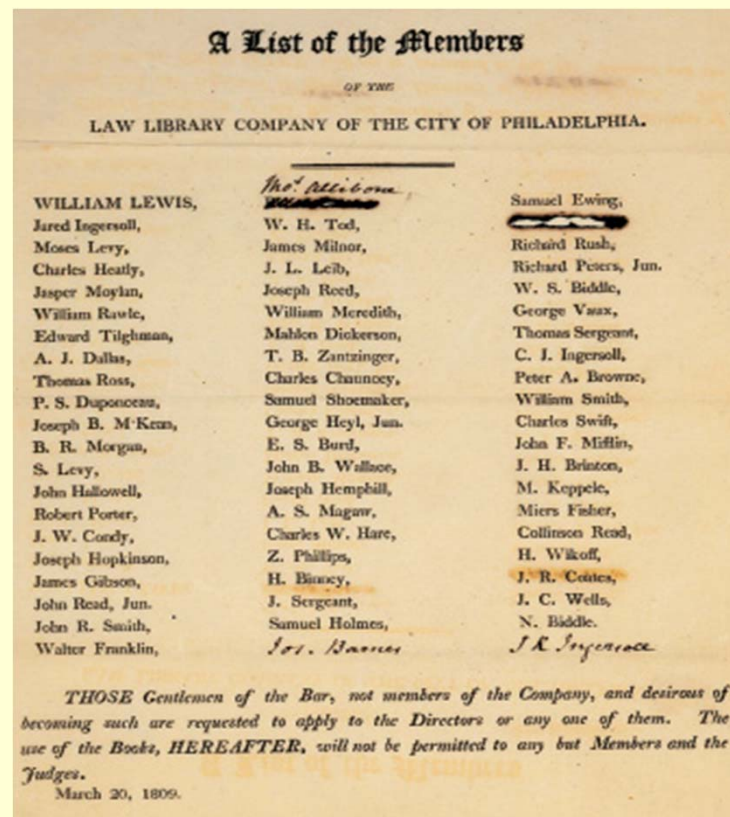 A List of the Members
OF THE
LAW LIBRARY COMPANY OF THE CITY OF PHILADELPHIA.
WILLIAM LEWIS,
Jared Ingersoll,
Moses Levy,
Charles Heatly,
Jasper Moylan,
William Rawle,
Edward Tilghman,
A. J. Dallas,
Thomas Ross,
P. S. Duponceau,
Joseph B. M'Kean,
B. R. Morgan,
S. Levy,
John Hallowell,
Robert Porter,
J. W. Condy,
Joseph Hopkinson,
James Gibson,
John Read, Jun.
John R. Smith,
Walter Franklin,
Thos. Allibone
W. H. Tod,
James Milnor,
J. L. Leib,
Joseph Reed,
William Meredith,
Mahlon Dickerson,
T. B. Zantzinger,
Charles Chauncey,
Samuel Shoemaker,
George Heyl, Jun.
E. S. Burd,
John B. Wallace,
Joseph Hemphill,
A. S. Magaw,
Charles W. Hare,
Z. Phillips,
H. Binney,
J. Sergeant,
Samuel Holmes,
Jos. Barnes
Samuel Ewing,
Richard Rush,
Richard Peters, Jun.
W. S. Biddle,
George Vaux,
Thomas Sergeant,
C. J. Ingersoll,
Peter A. Browne,
William Smith,
Charles Swift,
John F. Mifflin,
J. H. Brinton,
M. Keppele,
Miers Fisher,
Collinson Read,
H. Wikoff,
J. R. Coates,
J. C. Wells,
N. Biddle.
J R Ingersoll
THOSE Gentlemen of the Bar, not members of the Company, and desirous of
becoming such are requested to apply to the Directors or any one of them. The
use of the Books, HEREAFTER, will not be permitted to any but Members and the
Judges.
March 20, 1809.